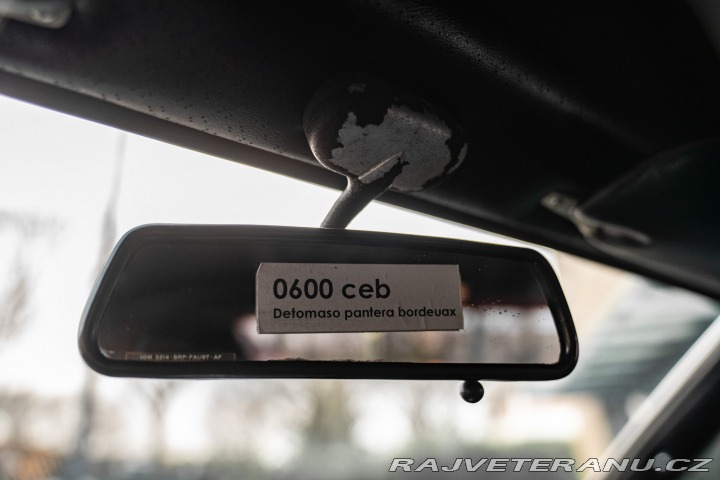 0600 ceb
Detomaso pantera bordeuax
RAJVETERANU.CZ